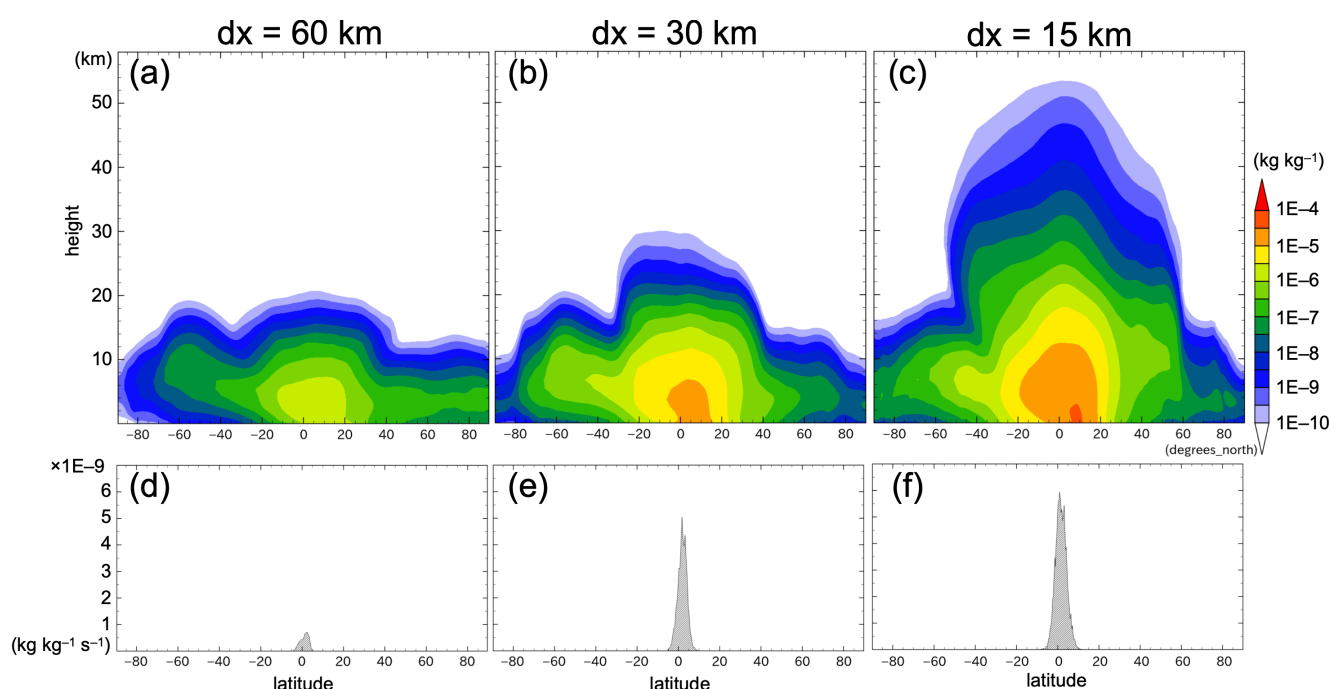 dx = 60 km dx = 30 km dx = 15 km
(km) (a) (b) (c)
50
40
30
20
10
height
(kg kg⁻¹)
1E–4
1E–5
1E–6
1E–7
1E–8
1E–9
1E–10
−80 −60 −40 −20 0 20 40 60 80 −80 −60 −40 −20 0 20 40 60 80 −80 −60 −40 −20 0 20 40 60 80
(degrees_north)
×1E–9
(d) (e) (f)
6
5
4
3
2
1
(kg kg⁻¹ s⁻¹)
−80 −60 −40 −20 0 20 40 60 80 −80 −60 −40 −20 0 20 40 60 80 −80 −60 −40 −20 0 20 40 60 80
latitude latitude latitude